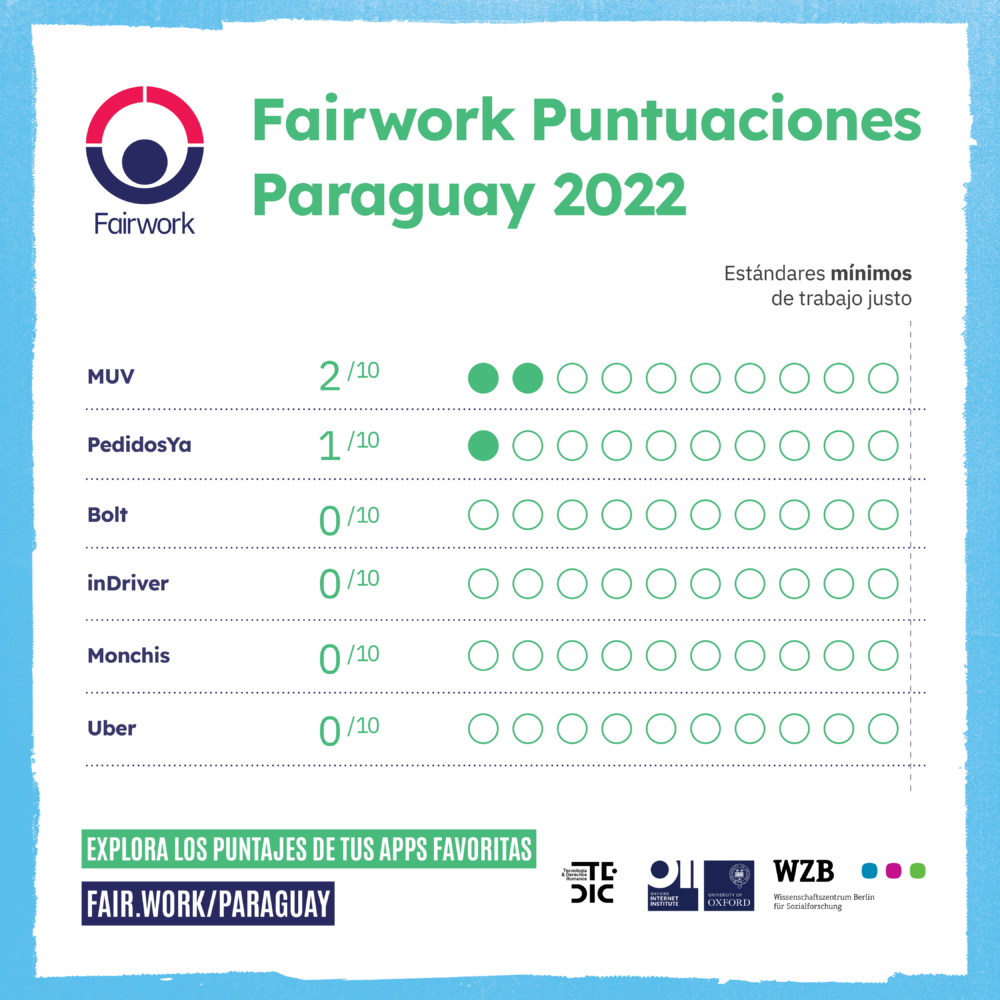 Fairwork
Fairwork Puntuaciones
Paraguay 2022
Estándares mínimos
de trabajo justo
MUV 2 /10
PedidosYa 1 /10
Bolt 0 /10
inDriver 0 /10
Monchis 0 /10
Uber 0 /10
EXPLORA LOS PUNTAJES DE TUS APPS FAVORITAS
FAIR.WORK/PARAGUAY
Tecnología
& Derechos
Humanos
TEDIC
OII
OXFORD
INTERNET
INSTITUTE
UNIVERSITY OF
OXFORD
WZB
Wissenschaftszentrum Berlin
für Sozialforschung